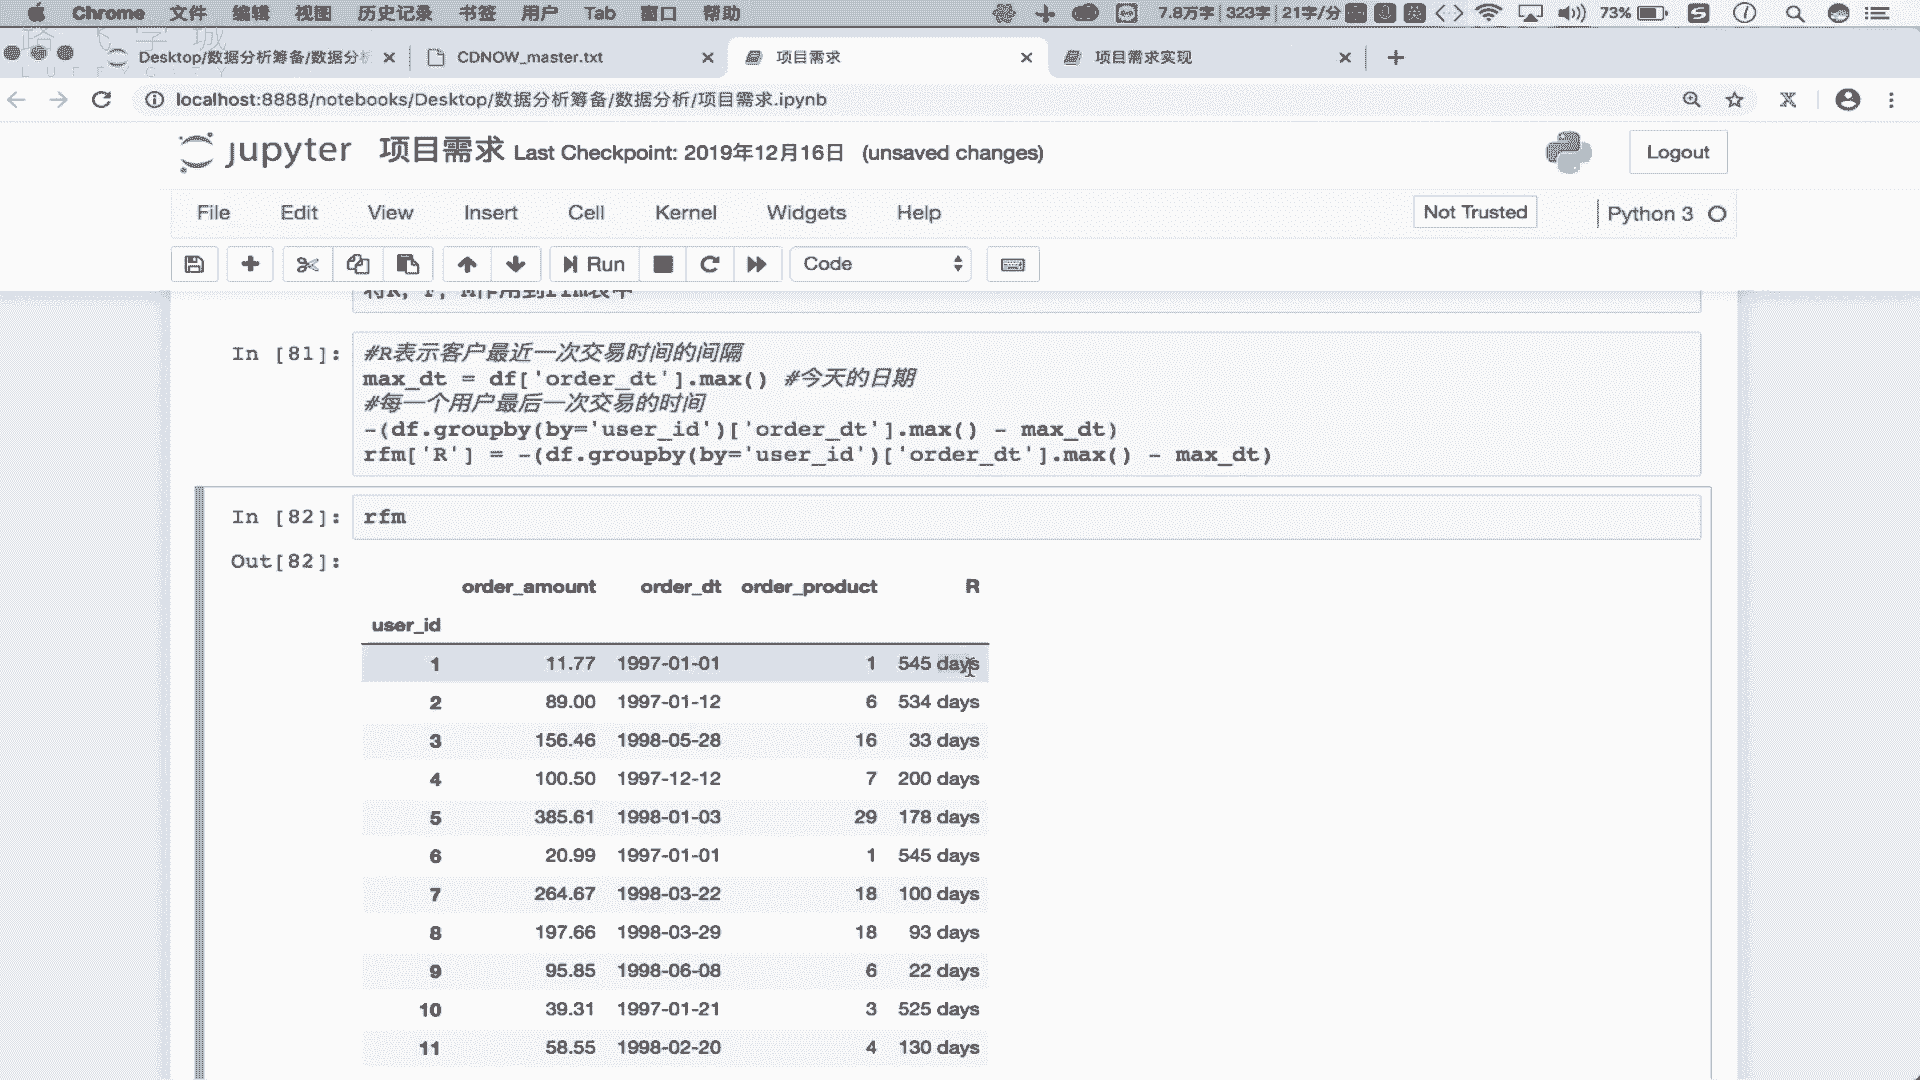 Chrome 文件 编辑 视图 历史记录 书签 用户 Tab 窗口 帮助 7.8万字 323字 21字/分 73%
Desktop/数据分析筹备/数据分析 CDNOW_master.txt 项目需求 项目需求实现
localhost:8888/notebooks/Desktop/数据分析筹备/数据分析/项目需求.ipynb
jupyter 项目需求 Last Checkpoint: 2019年12月16日 (unsaved changes) Logout
File Edit View Insert Cell Kernel Widgets Help Not Trusted Python 3
Run Code
In [81]: #R表示客户最近一次交易时间的间隔
max_dt = df['order_dt'].max() #今天的日期
#每一个用户最后一次交易的时间
-(df.groupby(by='user_id')['order_dt'].max() - max_dt)
rfm['R'] = -(df.groupby(by='user_id')['order_dt'].max() - max_dt)
In [82]: rfm
Out[82]:
order_amount order_dt order_product R
user_id
1 11.77 1997-01-01 1 545 days
2 89.00 1997-01-12 6 534 days
3 156.46 1998-05-28 16 33 days
4 100.50 1997-12-12 7 200 days
5 385.61 1998-01-03 29 178 days
6 20.99 1997-01-01 1 545 days
7 264.67 1998-03-22 18 100 days
8 197.66 1998-03-29 18 93 days
9 95.85 1998-06-08 6 22 days
10 39.31 1997-01-21 3 525 days
11 58.55 1998-02-20 4 130 days